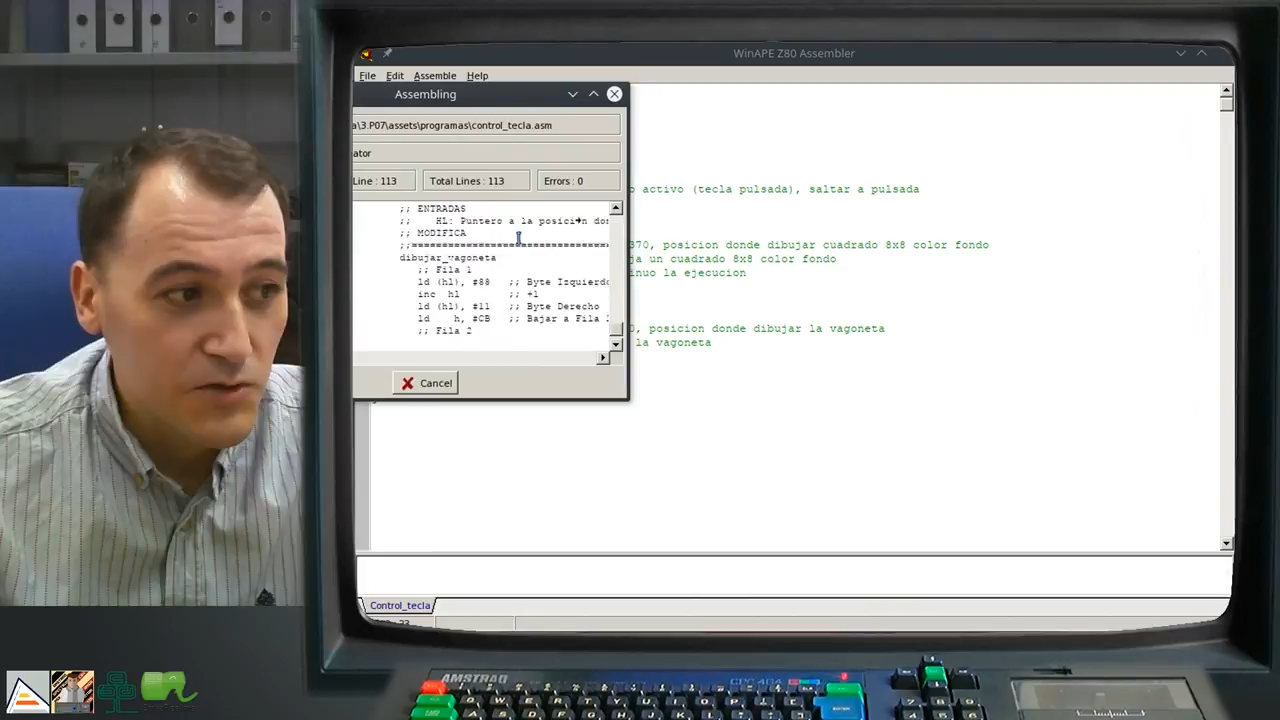 WinAPE Z80 Assembler
File Edit Assemble Help
Assembling
a\3.P07\assets\programas\control_tecla.asm
ator
Line : 113 Total Lines : 113 Errors : 0
;; ENTRADAS
;; HL: Puntero a la posición don
;; MODIFICA
;;=================================
dibujar_vagoneta
;; Fila 1
ld (hl), #88 ;; Byte Izquierdo
inc hl ;; +1
ld (hl), #11 ;; Byte Derecho
ld h, #CB ;; Bajar a Fila 2
;; Fila 2
Cancel
o activo (tecla pulsada), saltar a pulsada
370, posicion donde dibujar cuadrado 8x8 color fondo
ja un cuadrado 8x8 color fondo
inuo la ejecucion
0, posicion donde dibujar la vagoneta
la vagoneta
Control_tecla
AMSTRAD